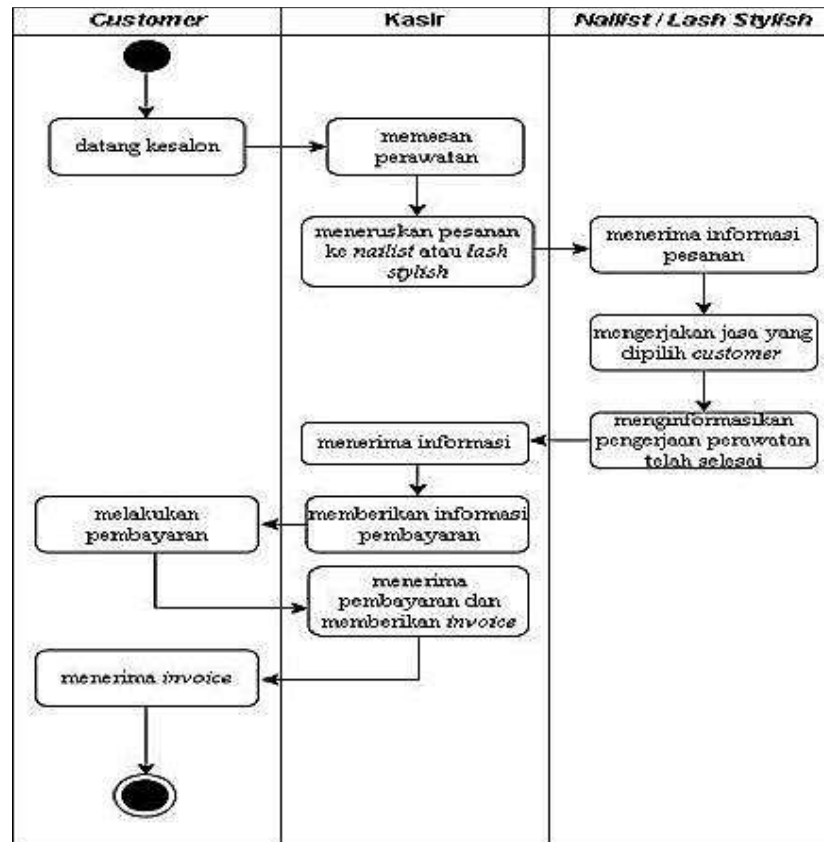 Customer
Kasir
Nailist / Lash Stylish
datang kesalon
memesan
perawatan
meneruskan pesanan
ke nailist atau lash
stylish
menerima informasi
pesanan
mengerjakan jasa yang
dipilih customer
menginformasikan
pengerjaan perawatan
telah selesai
menerima informasi
memberikan informasi
pembayaran
melakukan
pembayaran
menerima
pembayaran dan
memberikan invoice
menerima invoice